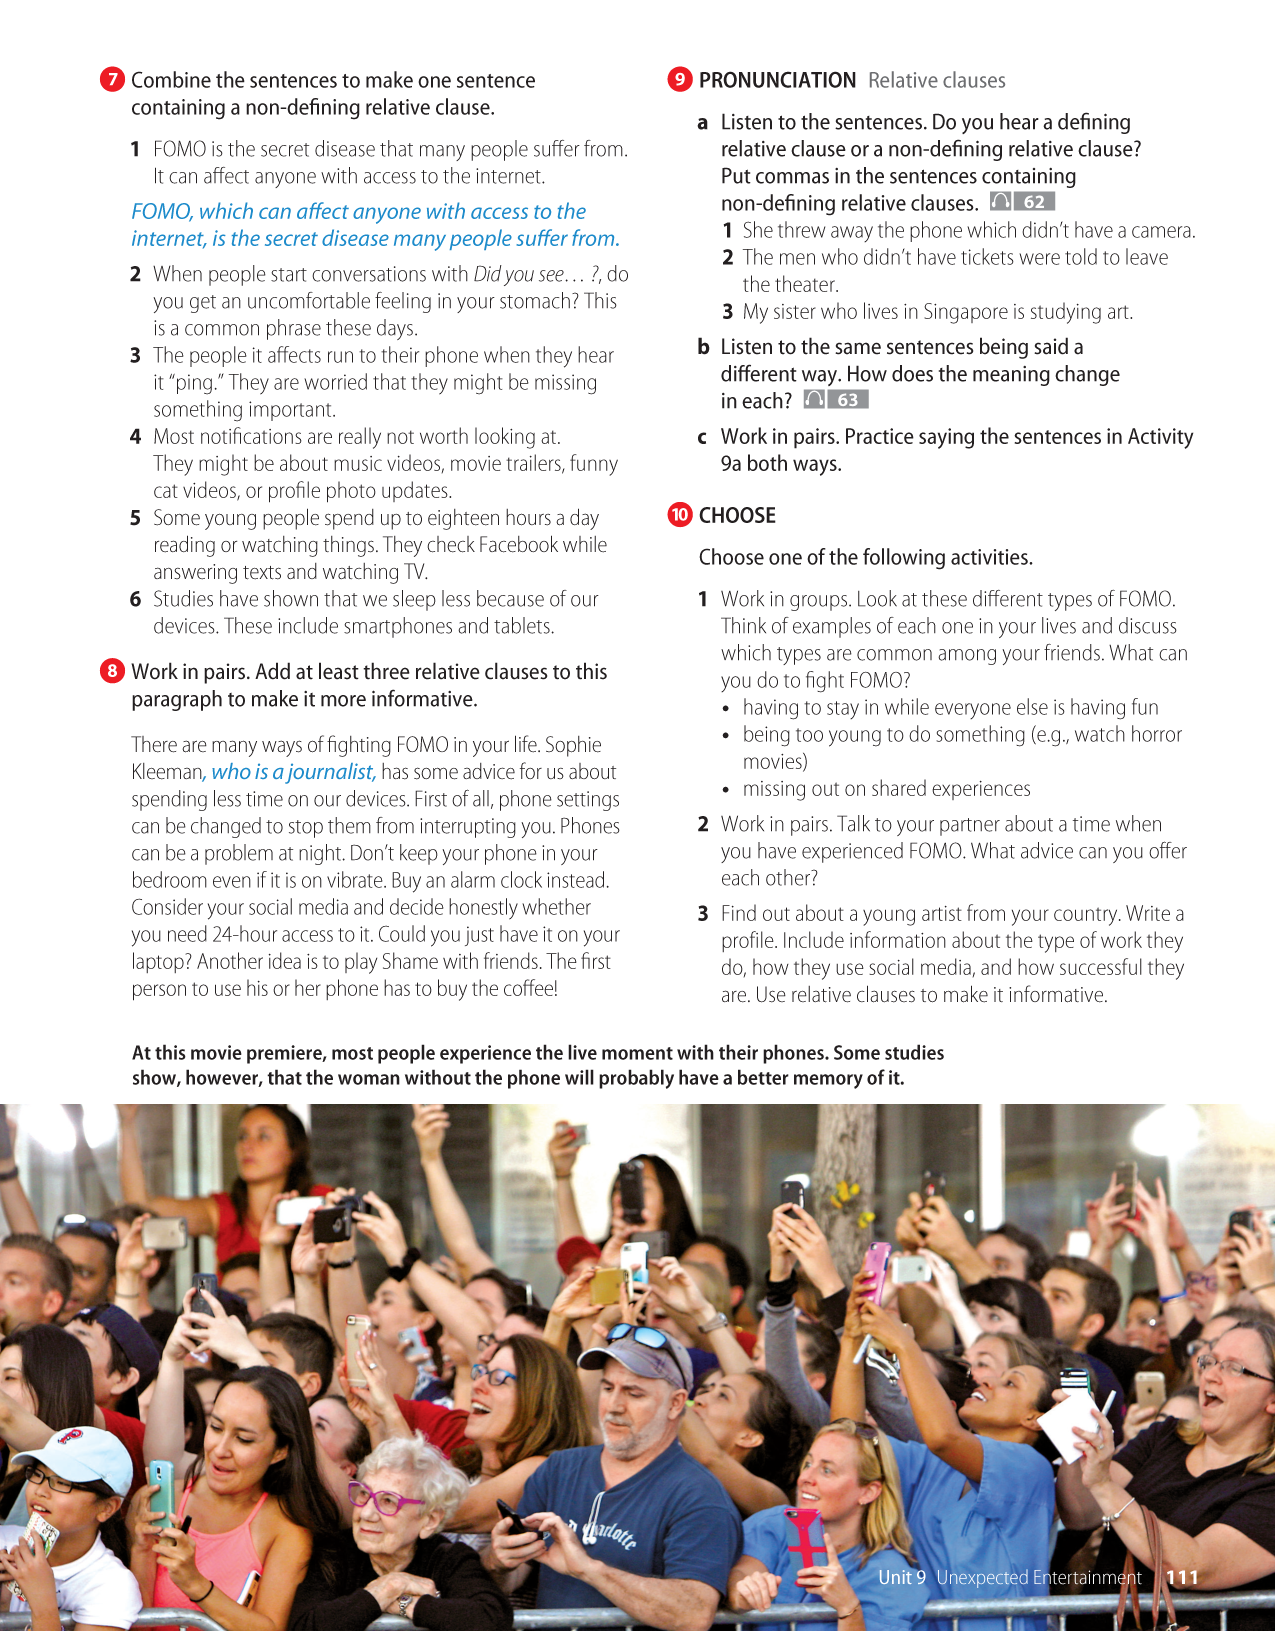 7 Combine the sentences to make one sentence
containing a non-defining relative clause.
1 FOMO is the secret disease that many people suffer from.
It can affect anyone with access to the internet.
FOMO, which can affect anyone with access to the
internet, is the secret disease many people suffer from.
2 When people start conversations with Did you see… ?, do
you get an uncomfortable feeling in your stomach? This
is a common phrase these days.
3 The people it affects run to their phone when they hear
it “ping.” They are worried that they might be missing
something important.
4 Most notifications are really not worth looking at.
They might be about music videos, movie trailers, funny
cat videos, or profile photo updates.
5 Some young people spend up to eighteen hours a day
reading or watching things. They check Facebook while
answering texts and watching TV.
6 Studies have shown that we sleep less because of our
devices. These include smartphones and tablets.
8 Work in pairs. Add at least three relative clauses to this
paragraph to make it more informative.
There are many ways of fighting FOMO in your life. Sophie
Kleeman, who is a journalist, has some advice for us about
spending less time on our devices. First of all, phone settings
can be changed to stop them from interrupting you. Phones
can be a problem at night. Don’t keep your phone in your
bedroom even if it is on vibrate. Buy an alarm clock instead.
Consider your social media and decide honestly whether
you need 24-hour access to it. Could you just have it on your
laptop? Another idea is to play Shame with friends. The first
person to use his or her phone has to buy the coffee!
9 PRONUNCIATION Relative clauses
a Listen to the sentences. Do you hear a defining
relative clause or a non-defining relative clause?
Put commas in the sentences containing
non-defining relative clauses. 62
1 She threw away the phone which didn’t have a camera.
2 The men who didn’t have tickets were told to leave
the theater.
3 My sister who lives in Singapore is studying art.
b Listen to the same sentences being said a
different way. How does the meaning change
in each? 63
c Work in pairs. Practice saying the sentences in Activity
9a both ways.
10 CHOOSE
Choose one of the following activities.
1 Work in groups. Look at these different types of FOMO.
Think of examples of each one in your lives and discuss
which types are common among your friends. What can
you do to fight FOMO?
• having to stay in while everyone else is having fun
• being too young to do something (e.g., watch horror
movies)
• missing out on shared experiences
2 Work in pairs. Talk to your partner about a time when
you have experienced FOMO. What advice can you offer
each other?
3 Find out about a young artist from your country. Write a
profile. Include information about the type of work they
do, how they use social media, and how successful they
are. Use relative clauses to make it informative.
At this movie premiere, most people experience the live moment with their phones. Some studies
show, however, that the woman without the phone will probably have a better memory of it.
Unit 9 Unexpected Entertainment 111